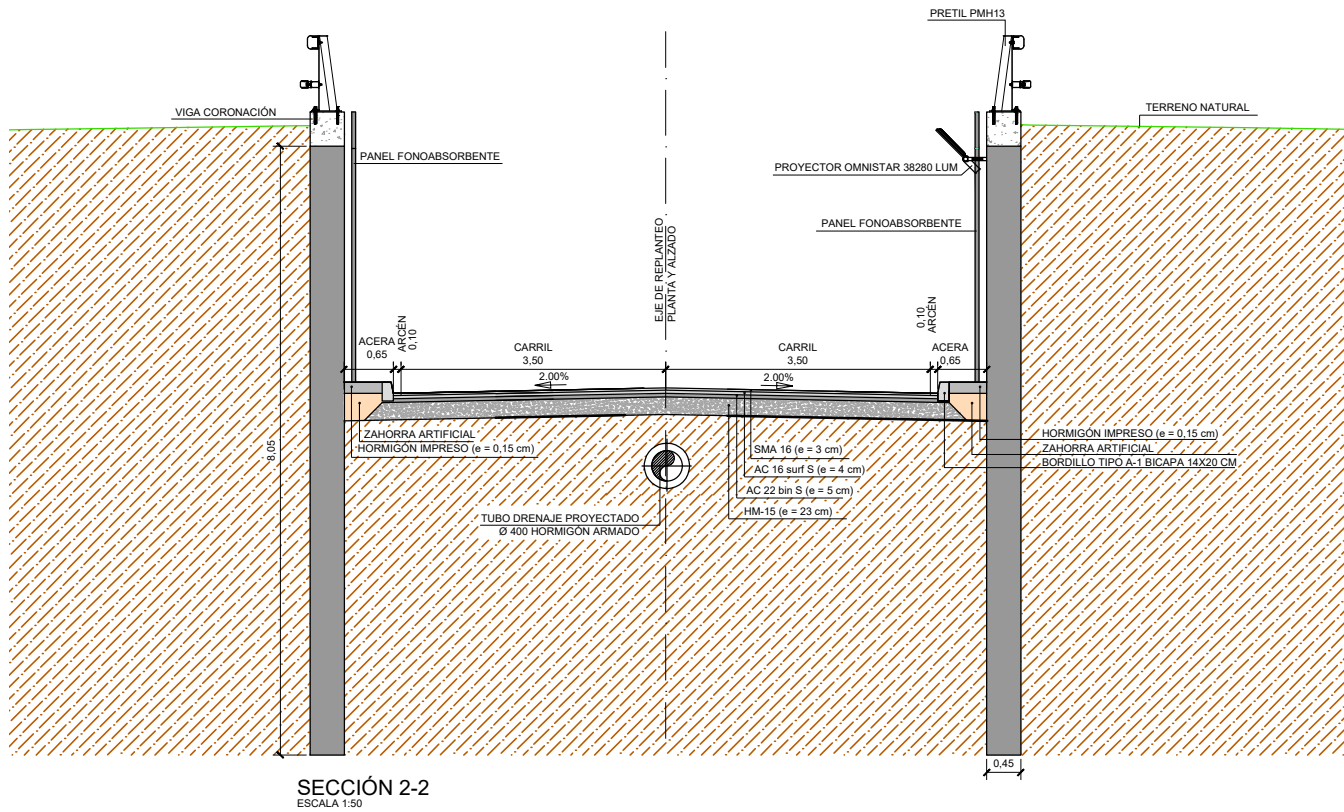 PRETIL PMH13
VIGA CORONACIÓN
TERRENO NATURAL
PANEL FONOABSORBENTE
PROYECTOR OMNISTAR 38280 LUM
PANEL FONOABSORBENTE
EJE DE REPLANTEO
PLANTA Y ALZADO
ACERA
0,65
ARCÉN
0,10
CARRIL
3,50
CARRIL
3,50
0,10
ARCÉN
ACERA
0,65
2.00%
2.00%
8,05
ZAHORRA ARTIFICIAL
HORMIGÓN IMPRESO (e = 0,15 cm)
HORMIGÓN IMPRESO (e = 0,15 cm)
ZAHORRA ARTIFICIAL
BORDILLO TIPO A-1 BICAPA 14X20 CM
SMA 16 (e = 3 cm)
AC 16 surf S (e = 4 cm)
AC 22 bin S (e = 5 cm)
HM-15 (e = 23 cm)
TUBO DRENAJE PROYECTADO
Ø 400 HORMIGÓN ARMADO
0,45
SECCIÓN 2-2
ESCALA 1:50